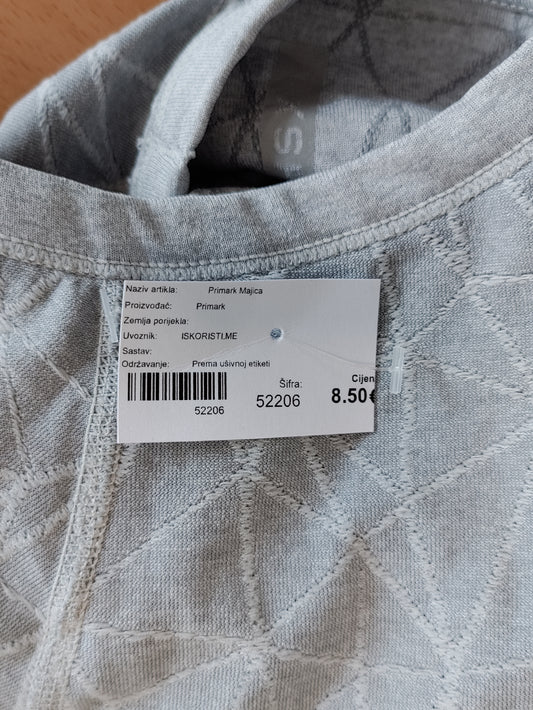 S
Naziv artikla: Primark Majica
Proizvođač: Primark
Zemlja porijekla:
Uvoznik: ISKORISTI.ME
Sastav:
Održavanje: Prema ušivnoj etiketi
Šifra: Cijen
52206 52206 8.50€